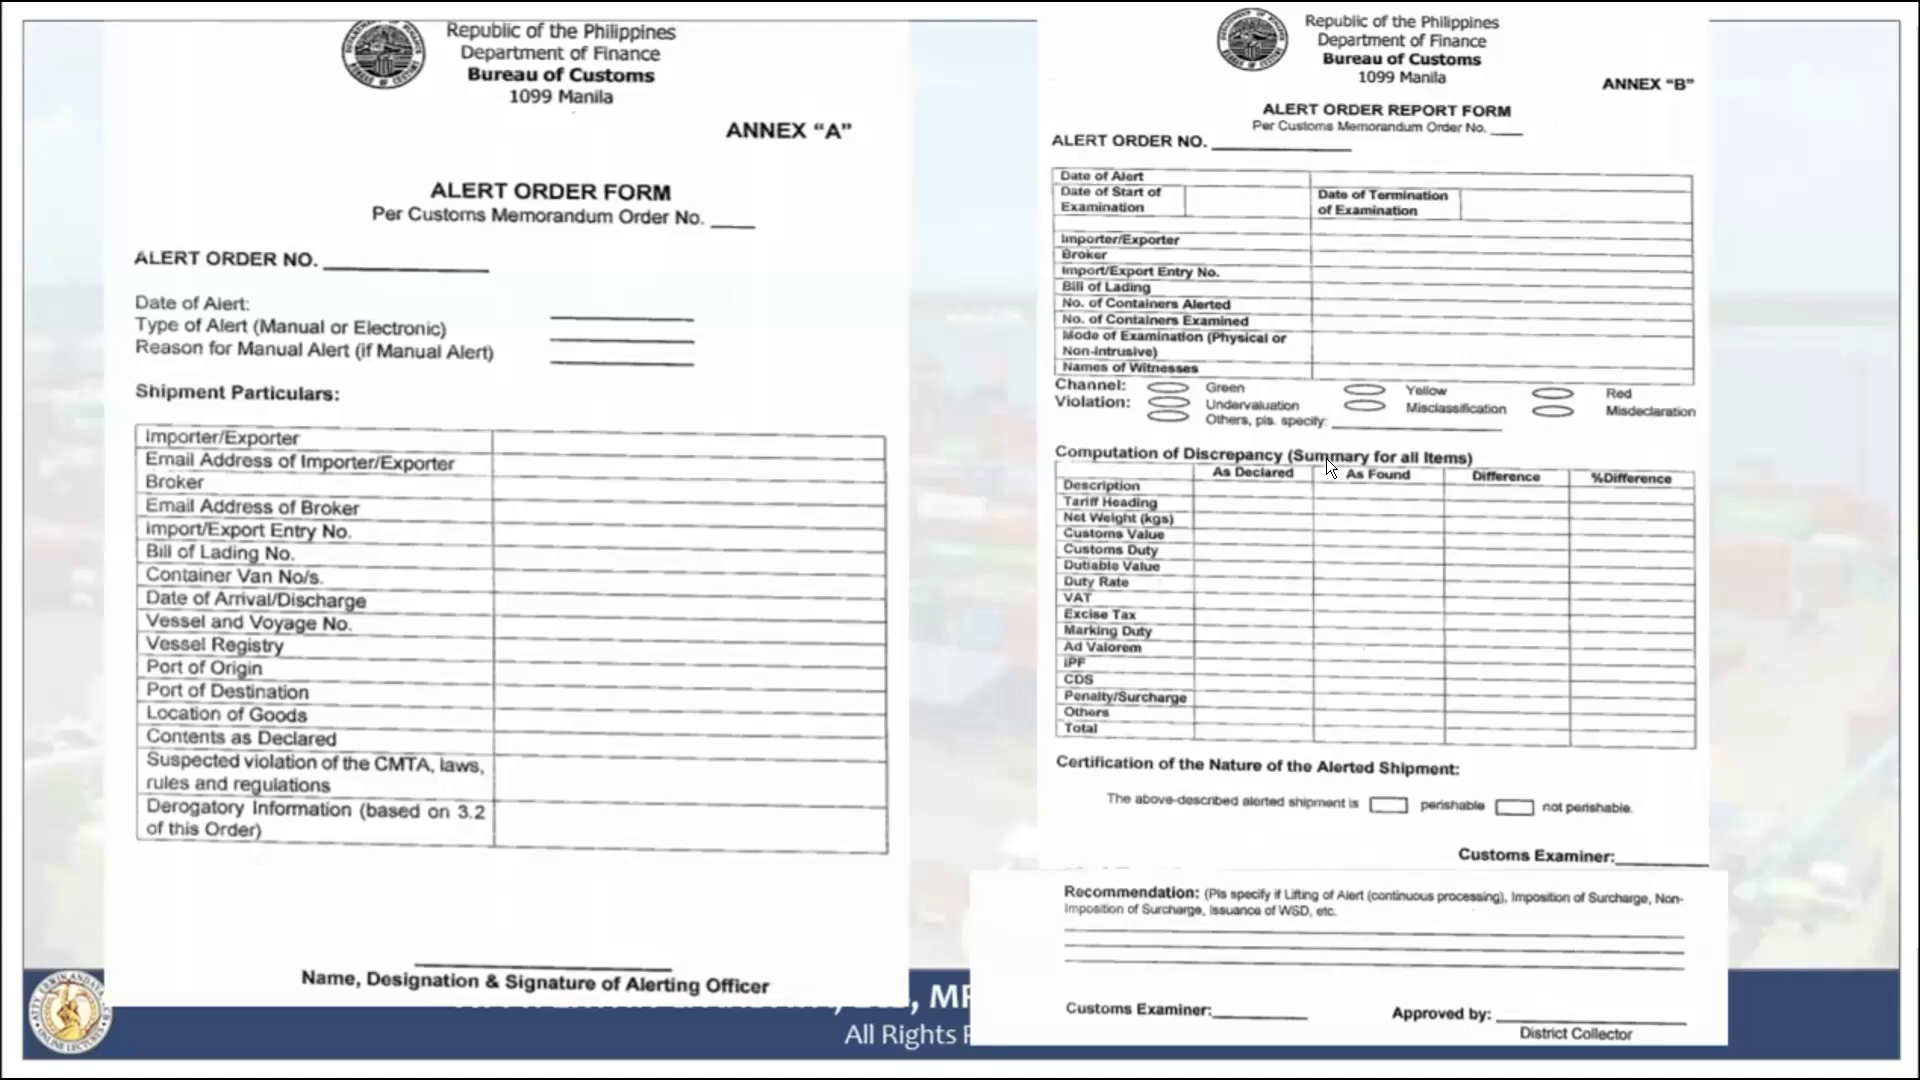 Republic of the Philippines
Department of Finance
Bureau of Customs
1099 Manila
ANNEX “A”
ALERT ORDER FORM
Per Customs Memorandum Order No. ____
ALERT ORDER NO. ____________
Date of Alert: ____________
Type of Alert (Manual or Electronic) ____________
Reason for Manual Alert (if Manual Alert) ____________
Shipment Particulars:
Importer/Exporter
Email Address of Importer/Exporter
Broker
Email Address of Broker
Import/Export Entry No.
Bill of Lading No.
Container Van No/s.
Date of Arrival/Discharge
Vessel and Voyage No.
Vessel Registry
Port of Origin
Port of Destination
Location of Goods
Contents as Declared
Suspected violation of the CMTA, laws,
rules and regulations
Derogatory Information (based on 3.2
of this Order)
Name, Designation & Signature of Alerting Officer
Republic of the Philippines
Department of Finance
Bureau of Customs
1099 Manila
ANNEX “B”
ALERT ORDER REPORT FORM
Per Customs Memorandum Order No. ____
ALERT ORDER NO. ____________
Date of Alert
Date of Start of
Examination
Date of Termination
of Examination
Importer/Exporter
Broker
Import/Export Entry No.
Bill of Lading
No. of Containers Alerted
No. of Containers Examined
Mode of Examination (Physical or
Non-Intrusive)
Names of Witnesses
Channel: Green Yellow Red
Violation: Undervaluation Misclassification Misdeclaration
Others, pls. specify: ____________
Computation of Discrepancy (Summary for all Items)
As Declared As Found Difference %Difference
Description
Tariff Heading
Net Weight (kgs)
Customs Value
Customs Duty
Dutiable Value
Duty Rate
VAT
Excise Tax
Marking Duty
Ad Valorem
IPF
CDS
Penalty/Surcharge
Others
Total
Certification of the Nature of the Alerted Shipment:
The above-described alerted shipment is perishable not perishable.
Customs Examiner:________
Recommendation: (Pls specify if Lifting of Alert (continuous processing), Imposition of Surcharge, Non-
Imposition of Surcharge, Issuance of WSD, etc.
Customs Examiner:________ Approved by: ____________
District Collector
All Rights